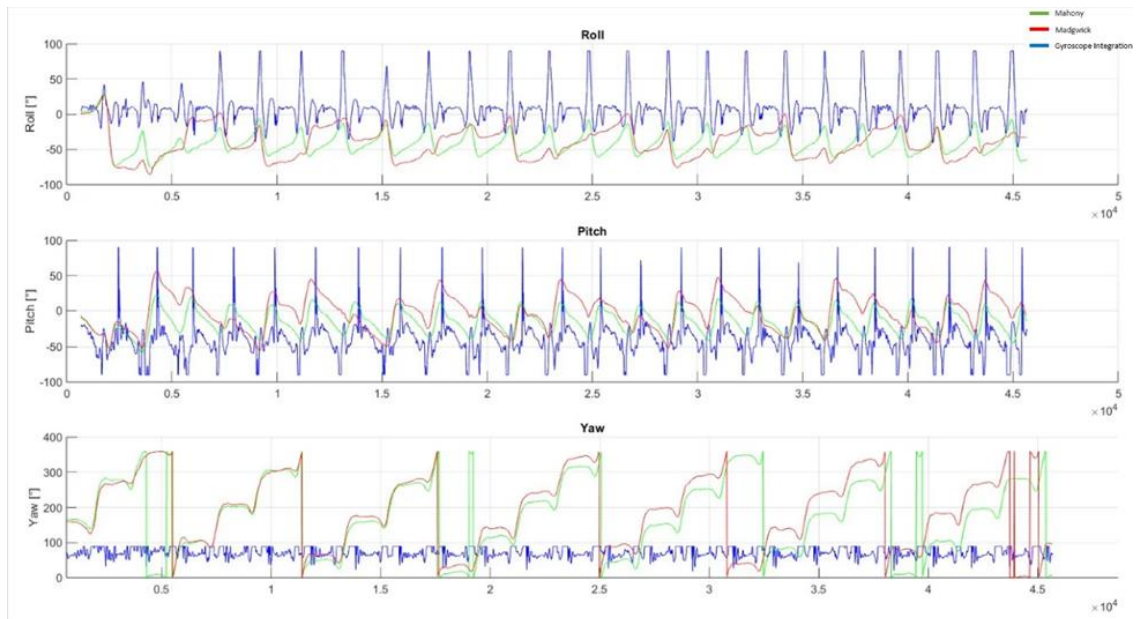 Mahony
Madgwick
Gyroscope Integration
Roll
Roll [°]
100
50
0
-50
-100
0 0.5 1 1.5 2 2.5 3 3.5 4 4.5 5
× 10⁴
Pitch
Pitch [°]
100
50
0
-50
-100
0 0.5 1 1.5 2 2.5 3 3.5 4 4.5 5
× 10⁴
Yaw
Yaw [°]
400
300
200
100
0
0.5 1 1.5 2 2.5 3 3.5 4 4.5
× 10⁴